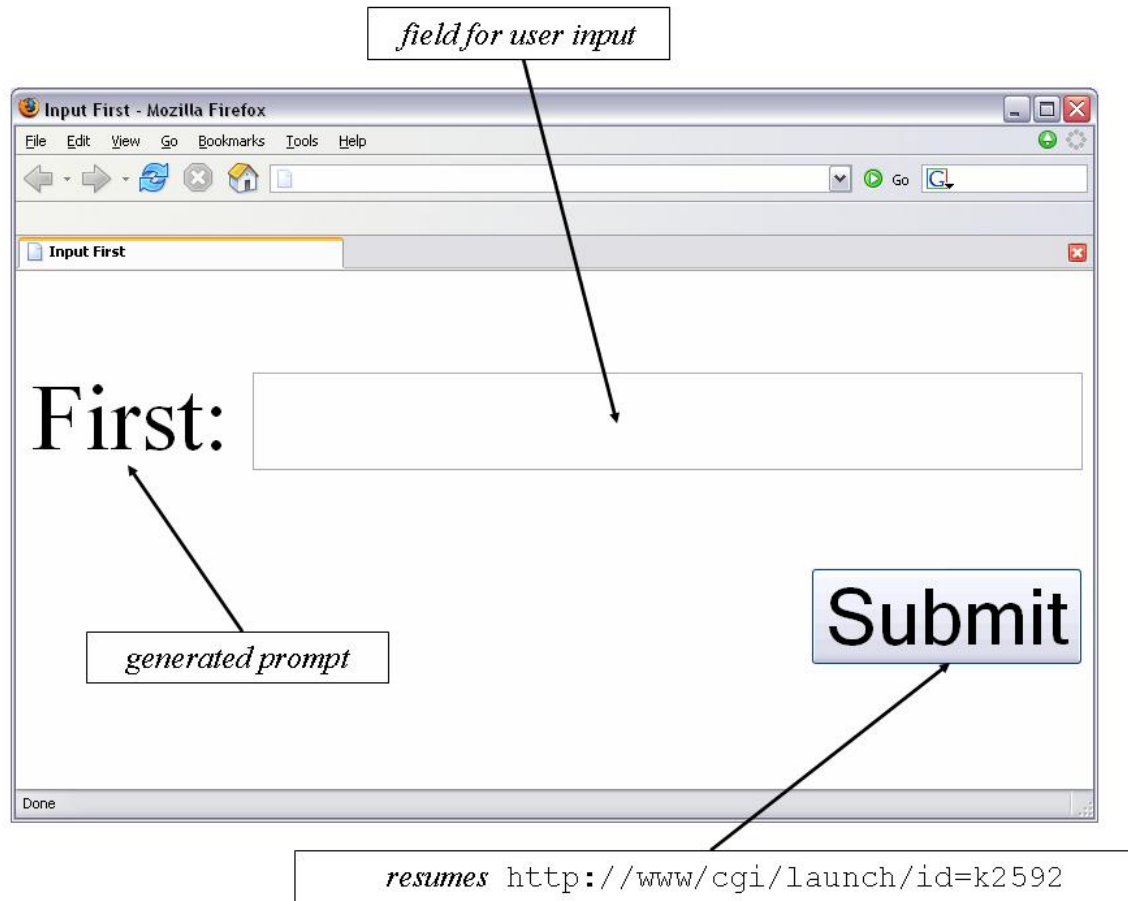 field for user input
Input First - Mozilla Firefox
File Edit View Go Bookmarks Tools Help
Go G
Input First
First:
Submit
generated prompt
Done
resumes http://www/cgi/launch/id=k2592